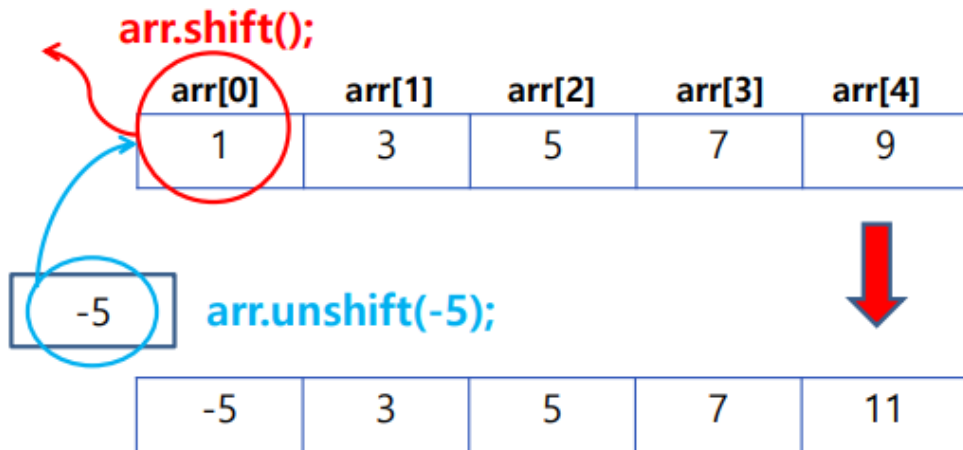 arr.shift();
arr[0] arr[1] arr[2] arr[3] arr[4]
1 3 5 7 9
-5 arr.unshift(-5);
-5 3 5 7 11